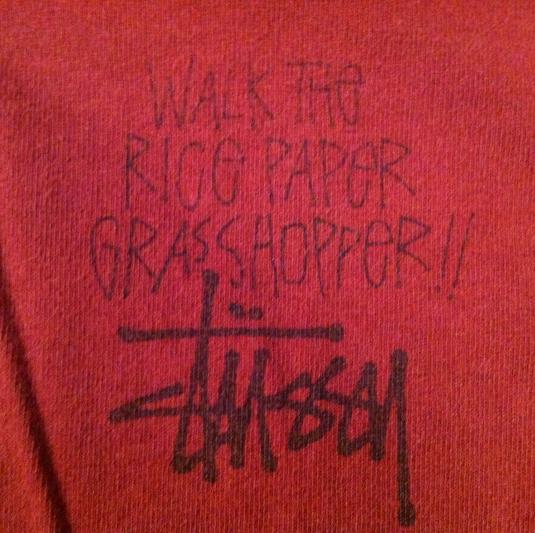 WALK THE
RICE PAPER
GRASSHOPPER!!
Stüssy